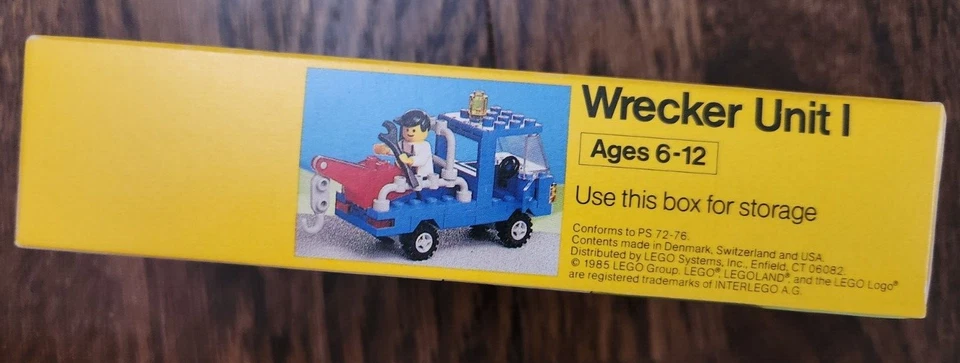 Wrecker Unit I
Ages 6-12
Use this box for storage
Conforms to PS 72-76.
Contents made in Denmark, Switzerland and USA.
Distributed by LEGO Systems, Inc., Enfield, CT 06082.
© 1985 LEGO Group. LEGO®, LEGOLAND®, and the LEGO Logo®
are registered trademarks of INTERLEGO A.G.